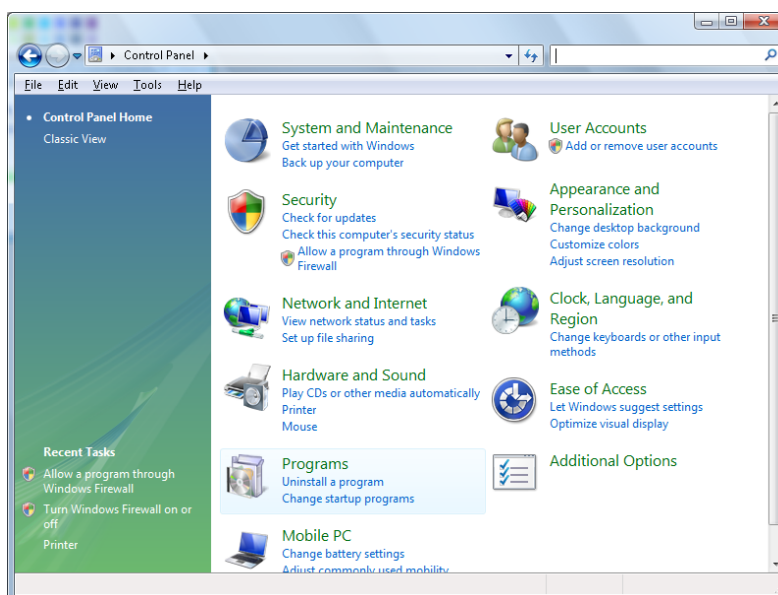 Control Panel
File Edit View Tools Help
Control Panel Home
Classic View
System and Maintenance
Get started with Windows
Back up your computer
Security
Check for updates
Check this computer's security status
Allow a program through Windows
Firewall
Network and Internet
View network status and tasks
Set up file sharing
Hardware and Sound
Play CDs or other media automatically
Printer
Mouse
Programs
Uninstall a program
Change startup programs
Mobile PC
Change battery settings
Adjust commonly used mobility
User Accounts
Add or remove user accounts
Appearance and
Personalization
Change desktop background
Customize colors
Adjust screen resolution
Clock, Language, and
Region
Change keyboards or other input
methods
Ease of Access
Let Windows suggest settings
Optimize visual display
Additional Options
Recent Tasks
Allow a program through
Windows Firewall
Turn Windows Firewall on or
off
Printer